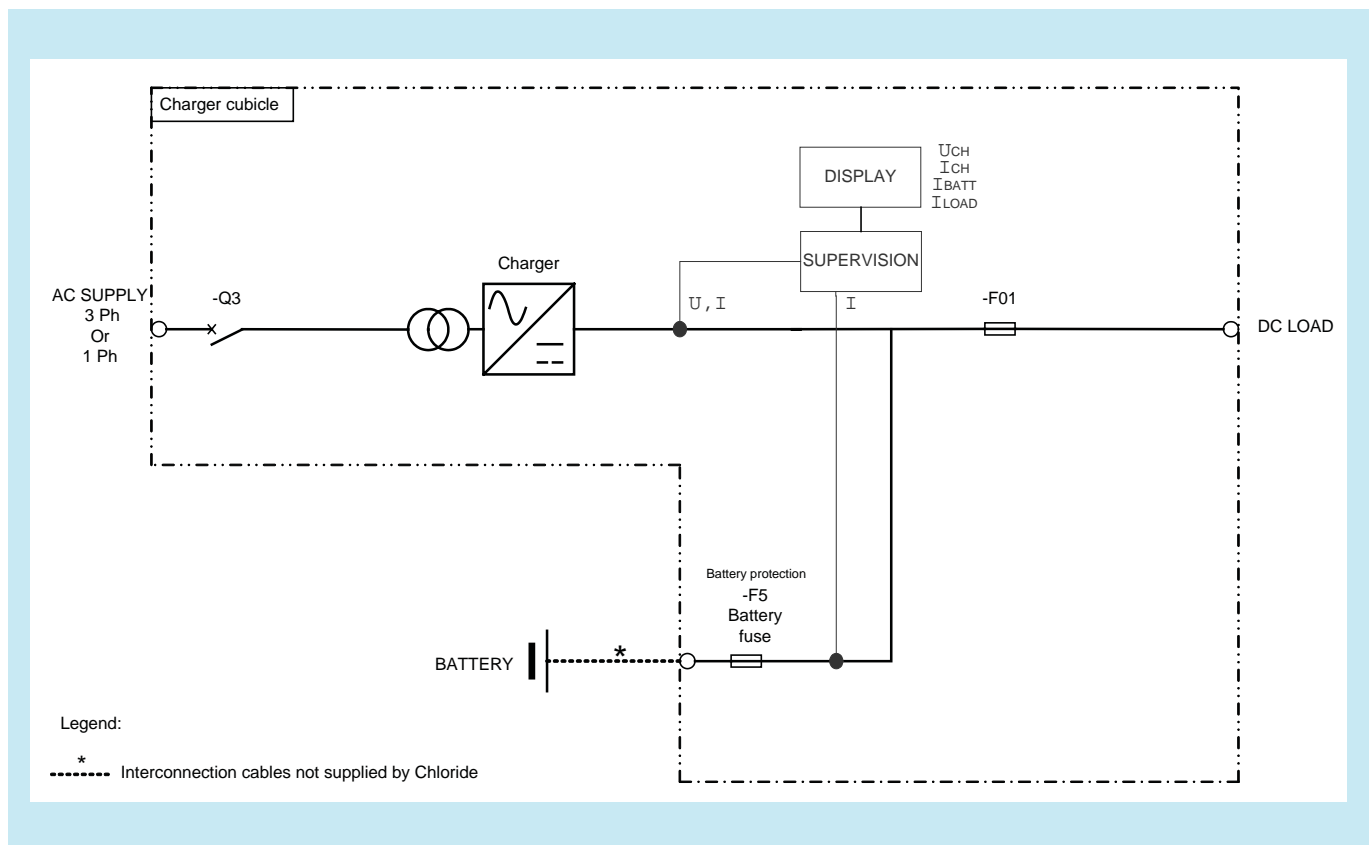 Charger cubicle
UCH
ICH
IBATT
ILOAD
DISPLAY
SUPERVISION
Charger
AC SUPPLY
3 Ph
Or
1 Ph
-Q3
U,I
I
-F01
DC LOAD
Battery protection
-F5
Battery
fuse
*
BATTERY
Legend:
*
Interconnection cables not supplied by Chloride